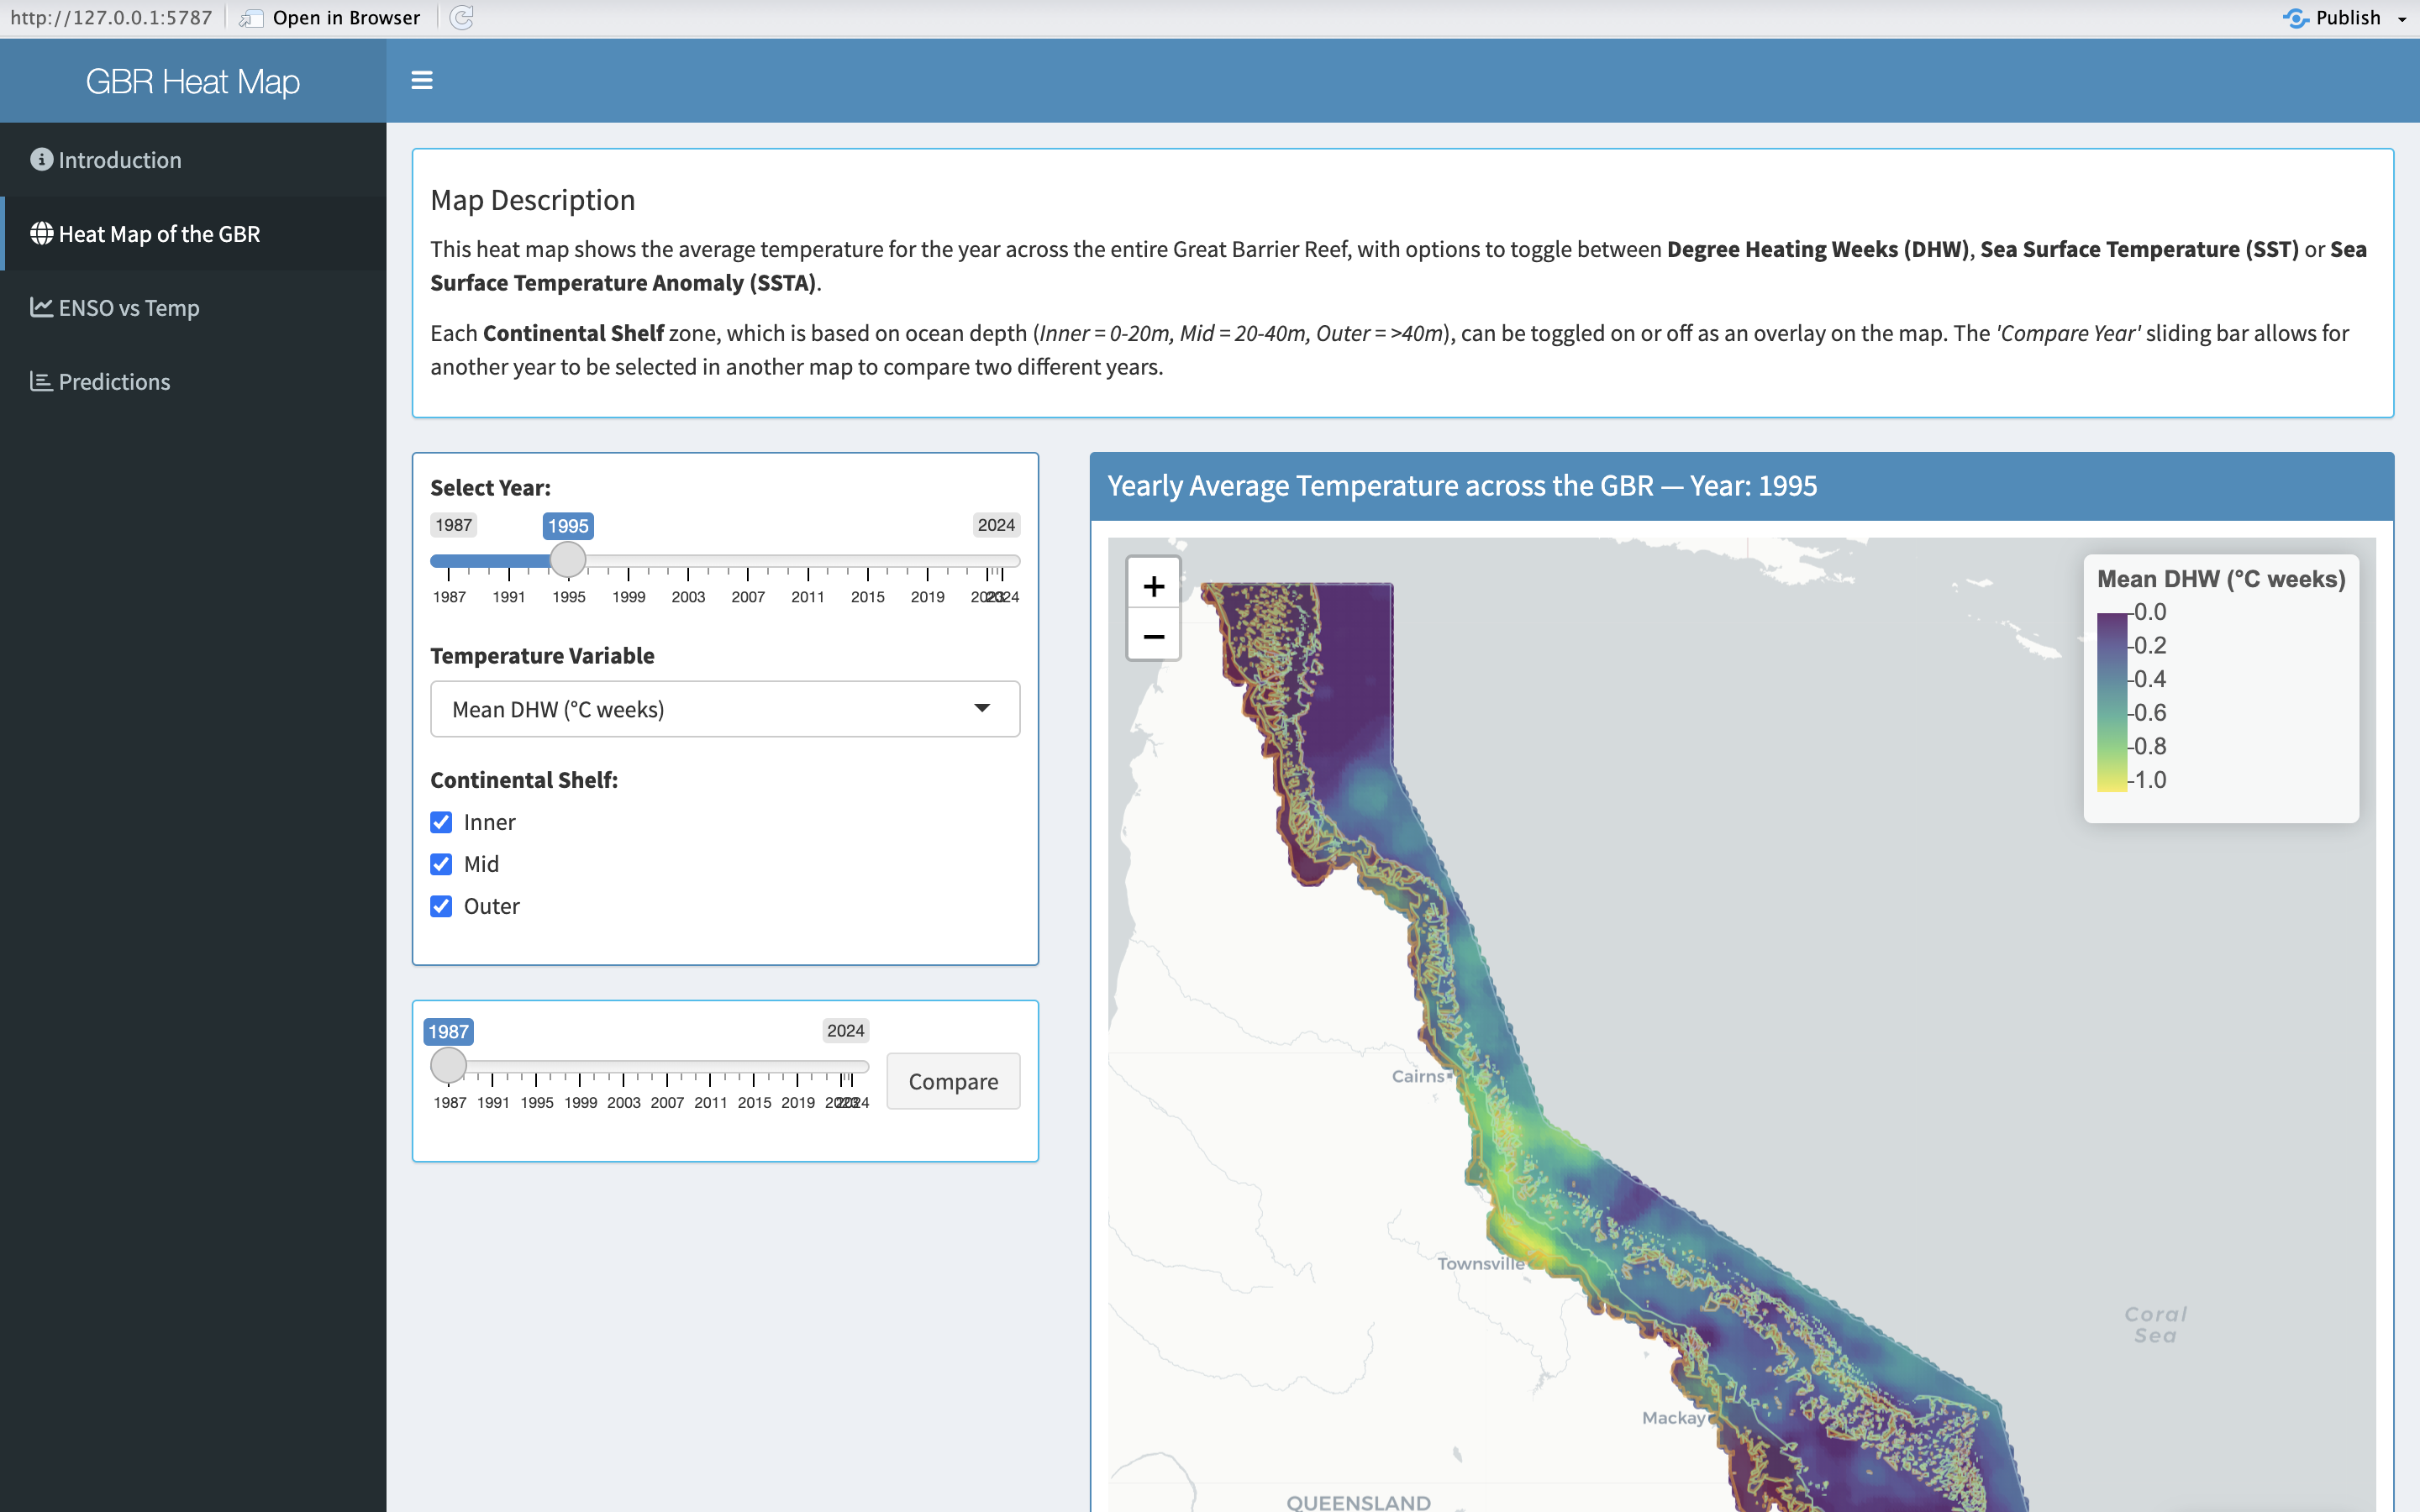 http://127.0.0.1:5787 Open in Browser Publish
GBR Heat Map
Introduction
Heat Map of the GBR
ENSO vs Temp
Predictions
Map Description
This heat map shows the average temperature for the year across the entire Great Barrier Reef, with options to toggle between Degree Heating Weeks (DHW), Sea Surface Temperature (SST) or Sea
Surface Temperature Anomaly (SSTA).
Each Continental Shelf zone, which is based on ocean depth (Inner = 0-20m, Mid = 20-40m, Outer = >40m), can be toggled on or off as an overlay on the map. The 'Compare Year' sliding bar allows for
another year to be selected in another map to compare two different years.
Select Year:
1987 1995 2024
1987 1991 1995 1999 2003 2007 2011 2015 2019 2023 2024
Temperature Variable
Mean DHW (°C weeks)
Continental Shelf:
Inner
Mid
Outer
1987 2024
1987 1991 1995 1999 2003 2007 2011 2015 2019 2023 2024
Compare
Yearly Average Temperature across the GBR — Year: 1995
+
−
Mean DHW (°C weeks)
0.0
0.2
0.4
0.6
0.8
1.0
Cairns
Townsville
Coral
Sea
Mackay
QUEENSLAND